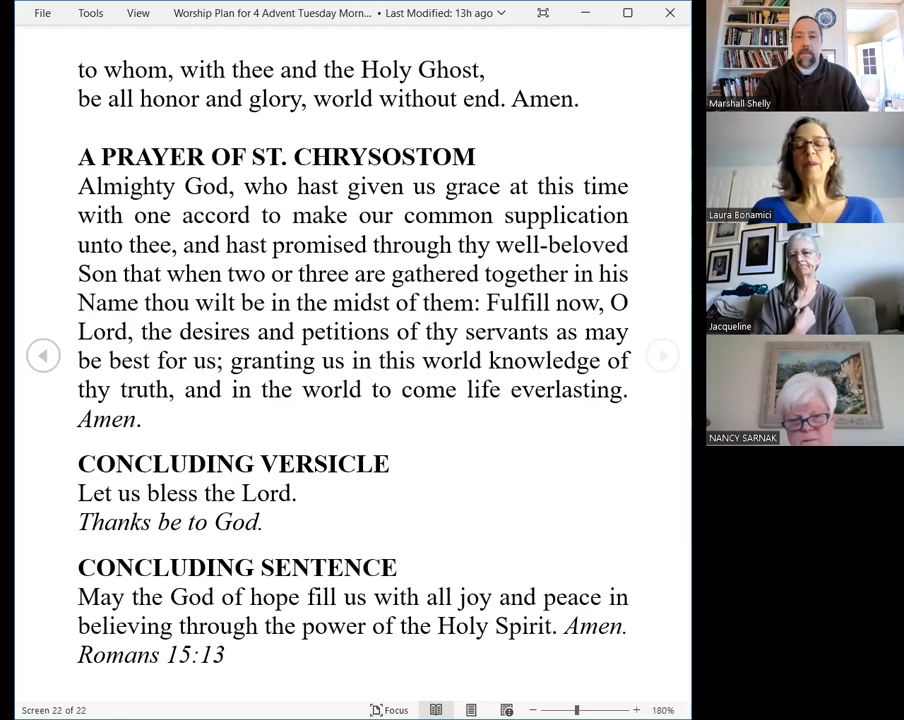 File Tools View Worship Plan for 4 Advent Tuesday Morn... • Last Modified: 13h ago
to whom, with thee and the Holy Ghost,
be all honor and glory, world without end. Amen.
A PRAYER OF ST. CHRYSOSTOM
Almighty God, who hast given us grace at this time
with one accord to make our common supplication
unto thee, and hast promised through thy well-beloved
Son that when two or three are gathered together in his
Name thou wilt be in the midst of them: Fulfill now, O
Lord, the desires and petitions of thy servants as may
be best for us; granting us in this world knowledge of
thy truth, and in the world to come life everlasting.
Amen.
CONCLUDING VERSICLE
Let us bless the Lord.
Thanks be to God.
CONCLUDING SENTENCE
May the God of hope fill us with all joy and peace in
believing through the power of the Holy Spirit. Amen.
Romans 15:13
Screen 22 of 22 Focus 180%
Marshall Shelly
Laura Bonamici
Jacqueline
NANCY SARNAK